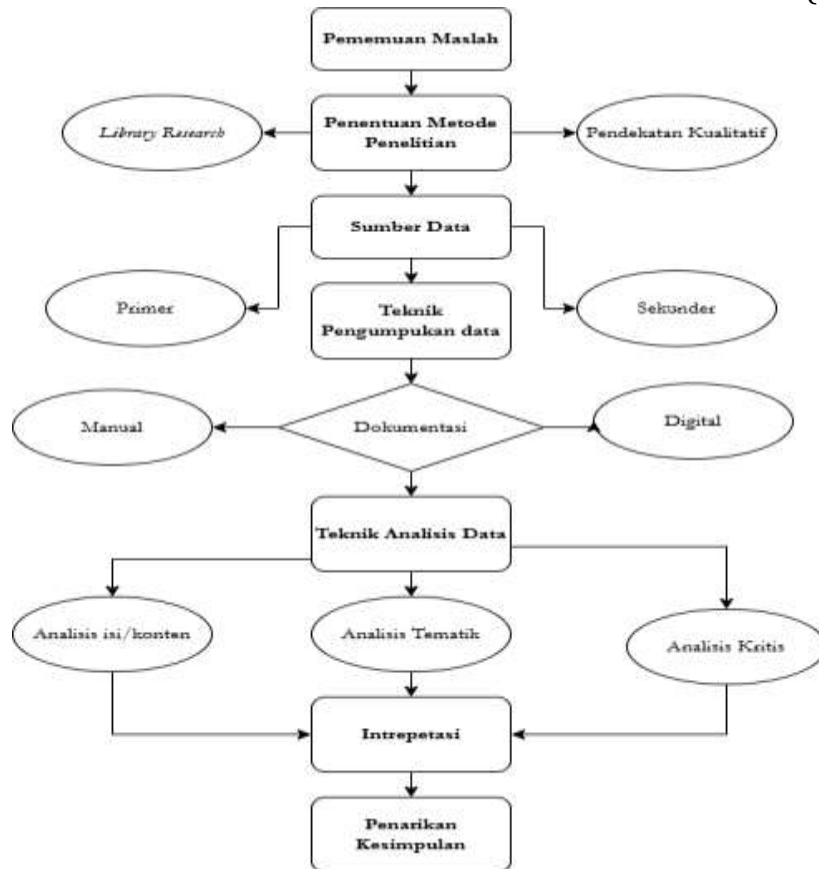 Pememuan Maslah
Library Research
Penentuan Metode
Penelitian
Pendekatan Kualitatif
Sumber Data
Primer
Teknik
Pengumpukan data
Sekunder
Manual
Dokumentasi
Digital
Teknik Analisis Data
Analisis isi/konten
Analisis Tematik
Analisis Kritis
Intrepetasi
Penarikan
Kesimpulan